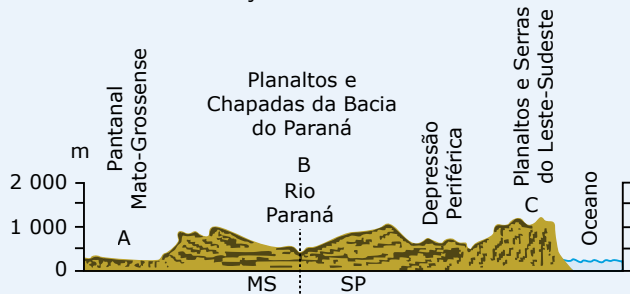 Pantanal
Mato-Grossense
Planaltos e
Chapadas da Bacia
do Paraná
B
Rio
Paraná
Depressão
Periférica
Planaltos e Serras
do Leste-Sudeste
C
Oceano
m
2 000
1 000
0
A
MS
SP